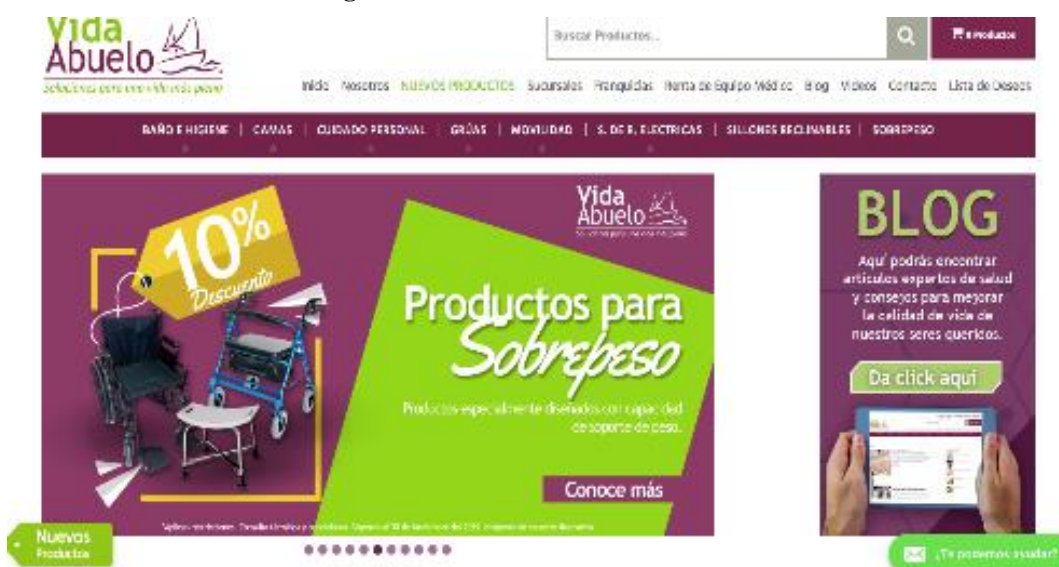 Vida
Abuelo
Soluciones para una vida más pleno
Buscar Productos...
0 Productos
Inicio Nosotros NUEVOS PRODUCTOS Sucursales Franquicias Renta de Equipo Médico Blog Videos Contacto Lista de Deseos
BAÑO E HIGIENE | CAMAS | CUIDADO PERSONAL | GRÚAS | MOVILIDAD | S. DE R. ELECTRICAS | SILLONES RECLINABLES | SOBREPESO
10%
Descuento
Vida
Abuelo
Productos para
Sobrepeso
Productos especialmente diseñados con capacidad
de soporte de peso.
Conoce más
BLOG
Aquí podrás encontrar
artículos expertos de salud
y consejos para mejorar
la calidad de vida de
nuestros seres queridos.
Da click aquí
Nuevos
Productos
¿Te podemos ayudar?